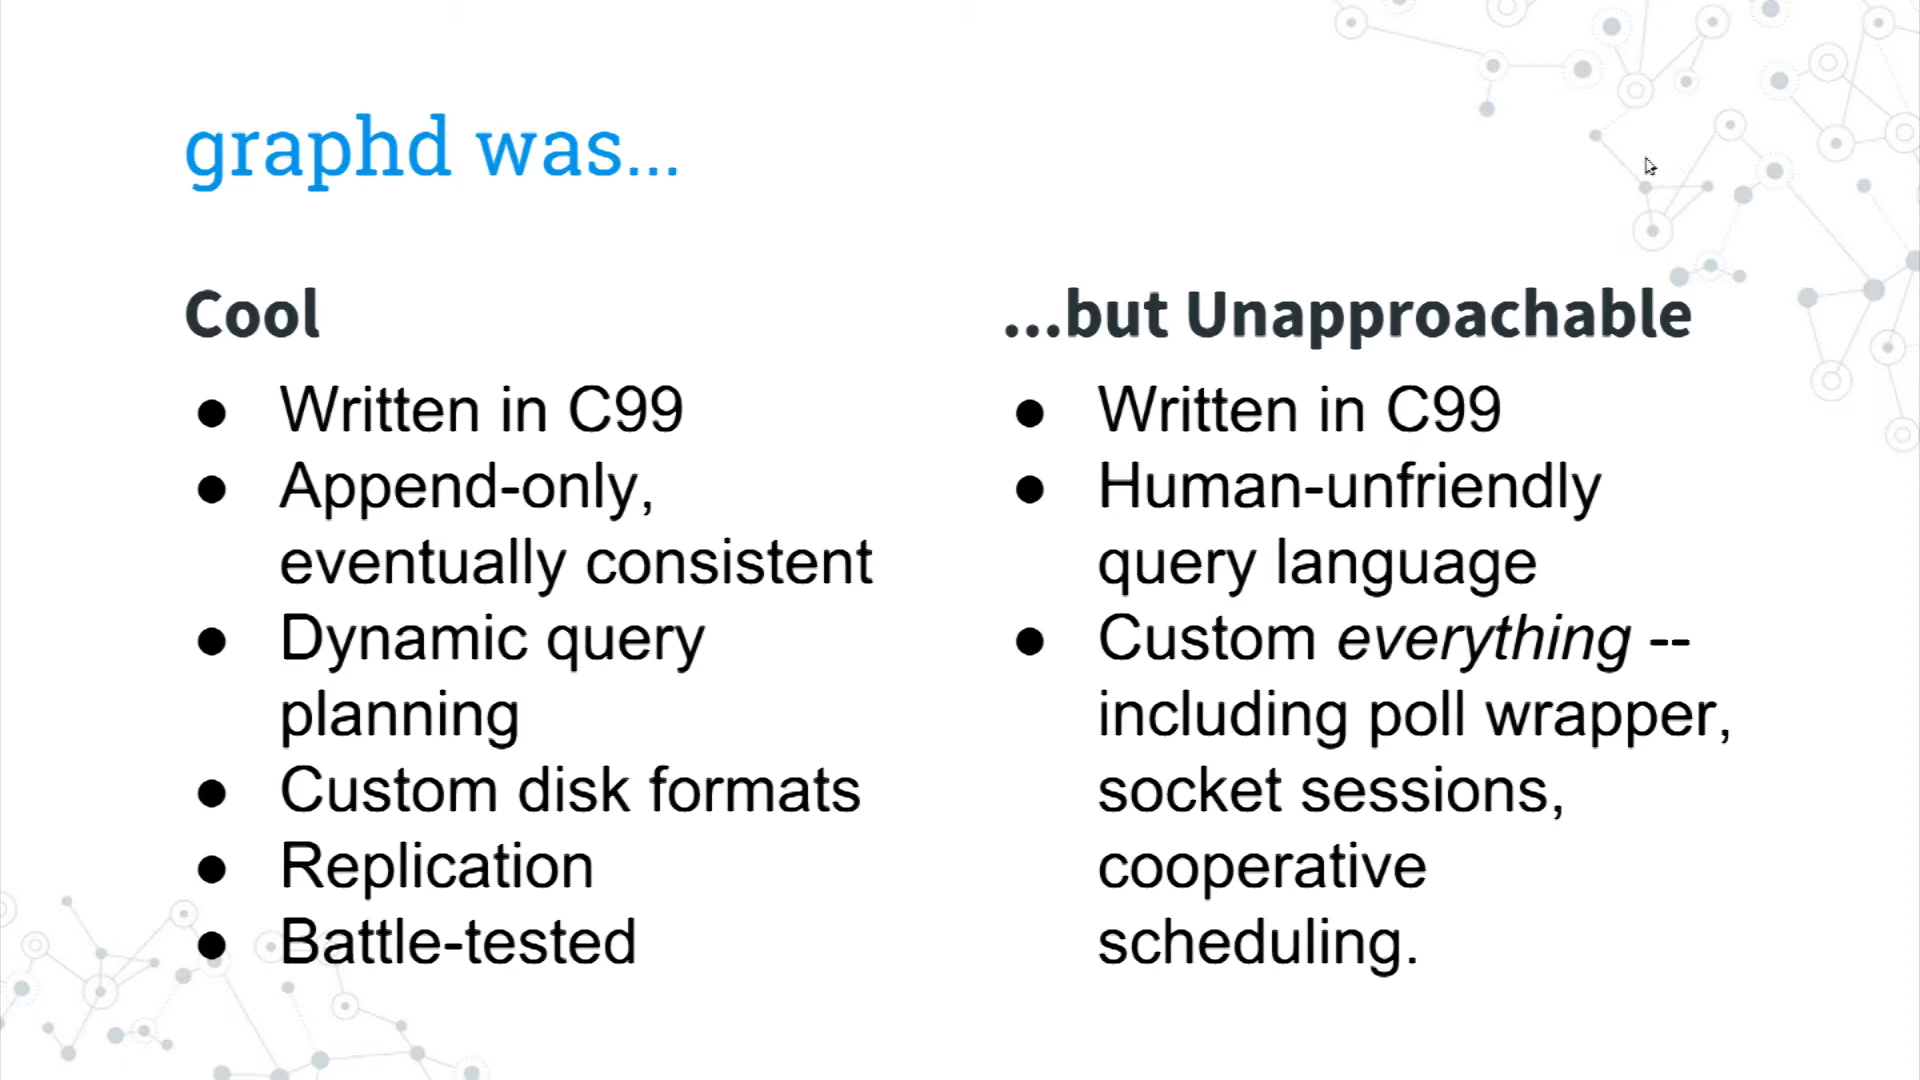 graphd was...
Cool
● Written in C99
● Append-only,
eventually consistent
● Dynamic query
planning
● Custom disk formats
● Replication
● Battle-tested
...but Unapproachable
● Written in C99
● Human-unfriendly
query language
● Custom everything --
including poll wrapper,
socket sessions,
cooperative
scheduling.